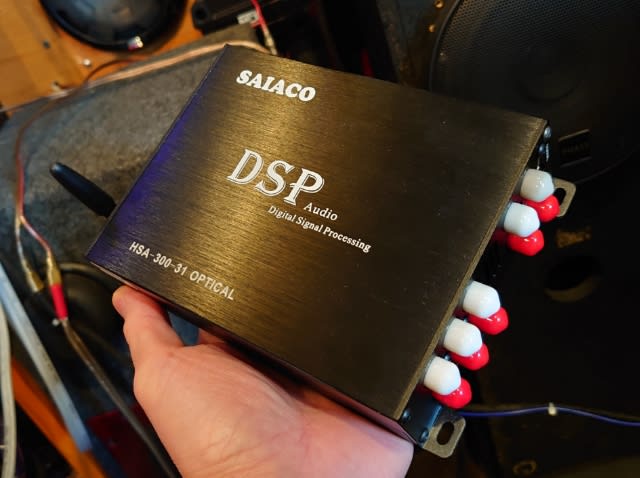 SAIACO
DSP
Audio
Digital Signal Processing
HSA-300-31 OPTICAL